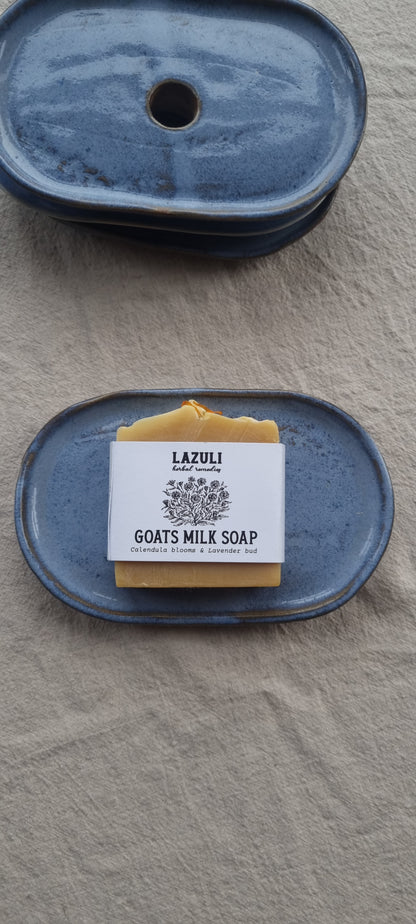 LAZULI
herbal remedies
GOATS MILK SOAP
Calendula blooms & Lavender bud